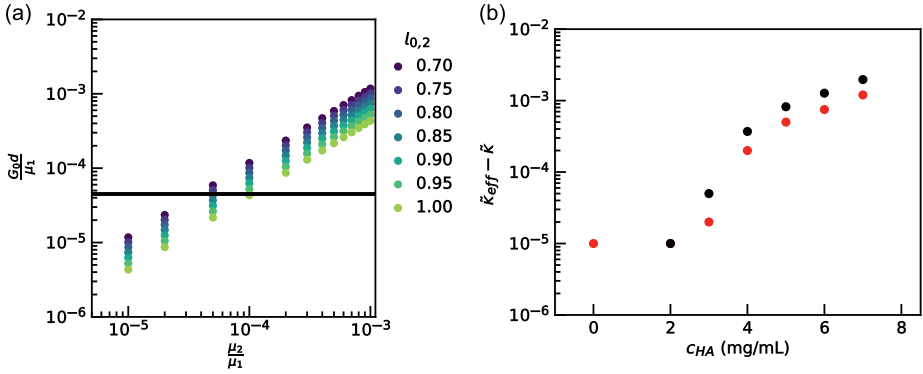 (a)
(b)
10⁻²
10⁻³
10⁻⁴
10⁻⁵
10⁻⁶
G₀d
μ₁
10⁻⁵
10⁻⁴
10⁻³
μ₂
μ₁
l₀,₂
0.70
0.75
0.80
0.85
0.90
0.95
1.00
10⁻²
10⁻³
10⁻⁴
10⁻⁵
10⁻⁶
κ̃eff − κ̃
0 2 4 6 8
cHA (mg/mL)